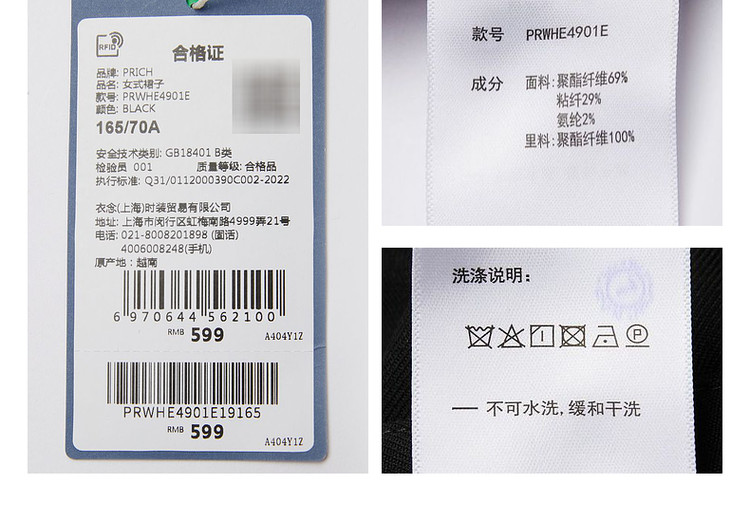 RFID
合格证
品牌: PRICH
品名: 女式裙子
款号: PRWHE4901E
颜色: BLACK
165/70A
安全技术类别: GB18401 B类
检验员 001 质量等级: 合格品
执行标准: Q31/0112000390C002-2022
衣念(上海)时装贸易有限公司
地址: 上海市闵行区虹梅南路4999弄21号
电话: 021-8008201898 (面话)
4006008248(手机)
原产地: 越南
6 970644 562100
RMB 599 A404Y1Z
PRWHE4901E19165
RMB 599
A404Y1Z
款号 PRWHE4901E
成分 面料: 聚酯纤维69%
粘纤29%
氨纶2%
里料: 聚酯纤维100%
洗涤说明:
P
— 不可水洗, 缓和干洗